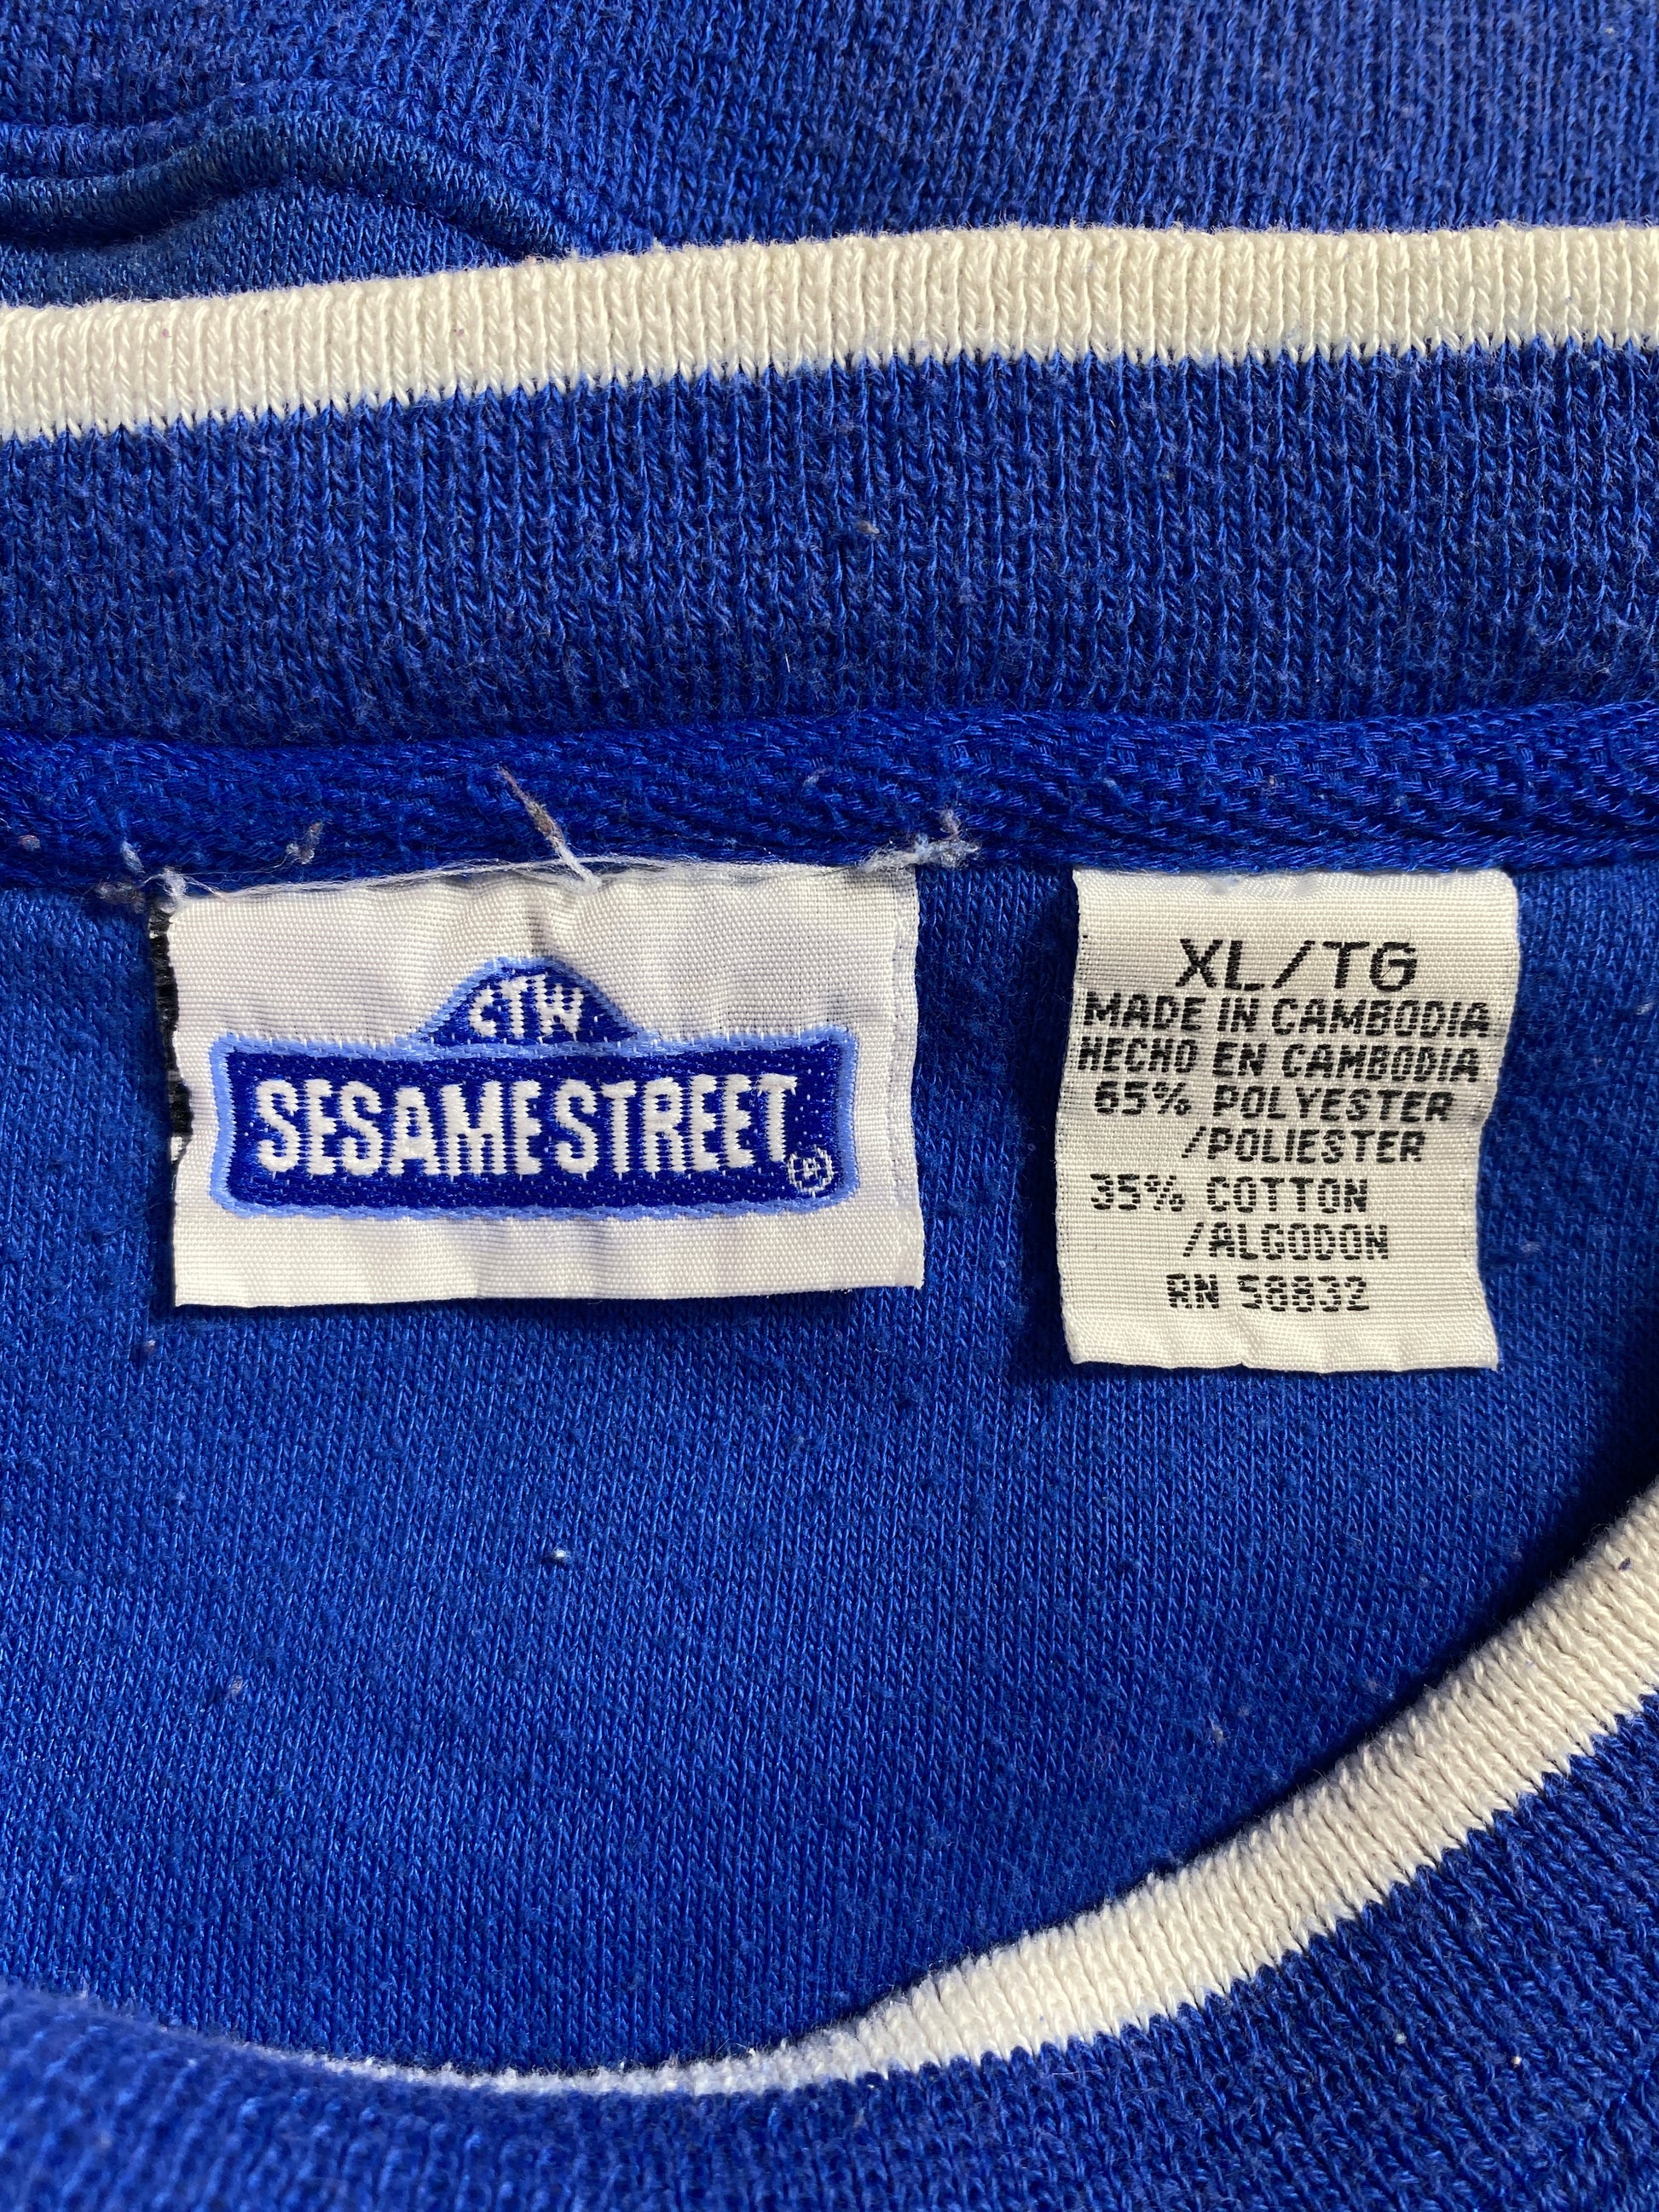 CTW
SESAME STREET®
XL/TG
MADE IN CAMBODIA
HECHO EN CAMBODIA
65% POLYESTER
/POLIESTER
35% COTTON
/ALGODON
RN 58832